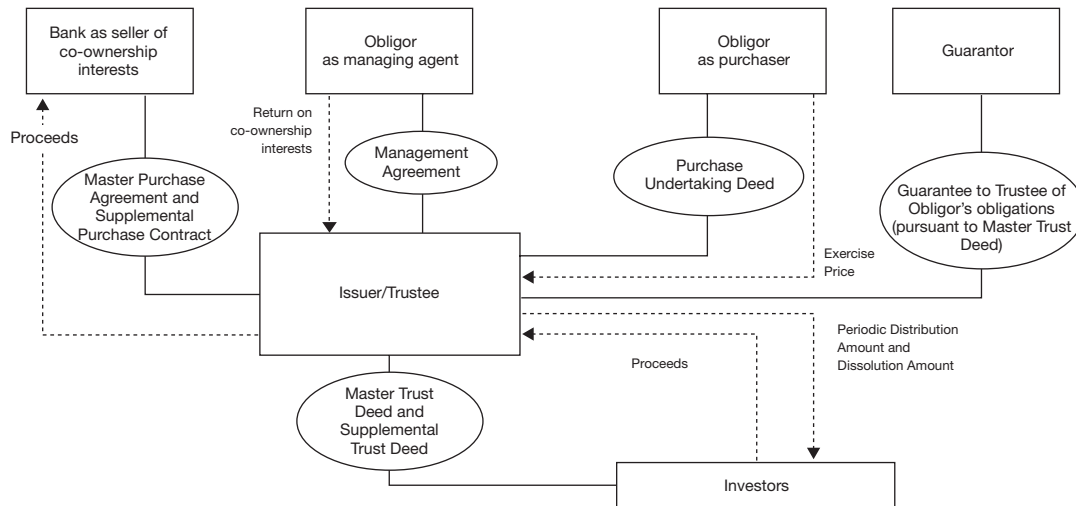 Bank as seller of
co-ownership
interests
Obligor
as managing agent
Obligor
as purchaser
Guarantor
Proceeds
Return on
co-ownership
interests
Management
Agreement
Purchase
Undertaking Deed
Master Purchase
Agreement and
Supplemental
Purchase Contract
Guarantee to Trustee of
Obligor's obligations
(pursuant to Master Trust
Deed)
Exercise
Price
Issuer/Trustee
Periodic Distribution
Amount and
Dissolution Amount
Proceeds
Master Trust
Deed and
Supplemental
Trust Deed
Investors